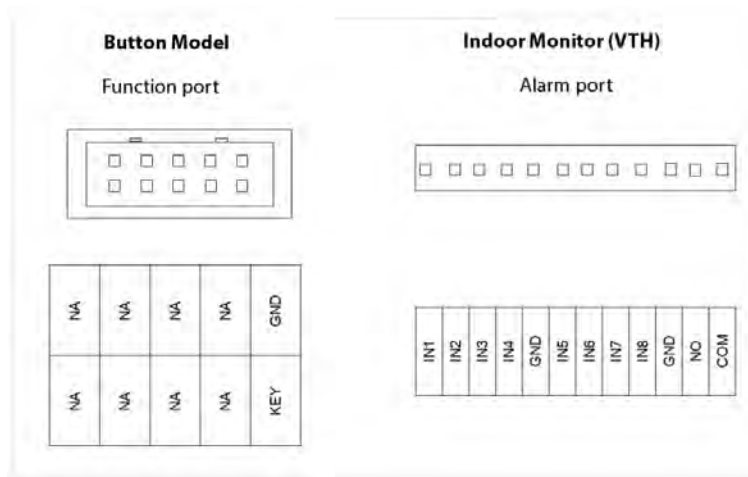 Button Model
Function port
NA NA NA NA GND
NA NA NA NA KEY
Indoor Monitor (VTH)
Alarm port
IN1 IN2 IN3 IN4 GND IN5 IN6 IN7 IN8 GND NO COM